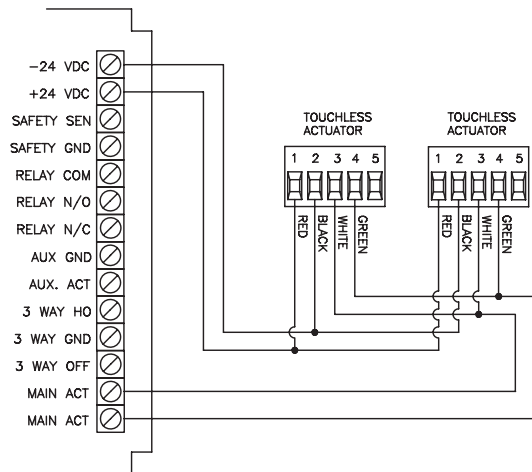 -24 VDC
+24 VDC
SAFETY SEN
SAFETY GND
RELAY COM
RELAY N/O
RELAY N/C
AUX GND
AUX. ACT
3 WAY HO
3 WAY GND
3 WAY OFF
MAIN ACT
MAIN ACT
TOUCHLESS
ACTUATOR
1 2 3 4 5
RED
BLACK
WHITE
GREEN
TOUCHLESS
ACTUATOR
1 2 3 4 5
RED
BLACK
WHITE
GREEN